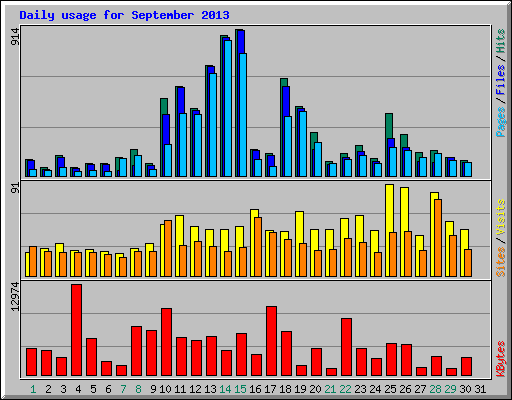 Daily usage for September 2013
914
Pages / Files / Hits
91
Sites / Visits
12974
KBytes
1 2 3 4 5 6 7 8 9 10 11 12 13 14 15 16 17 18 19 20 21 22 23 24 25 26 27 28 29 30 31